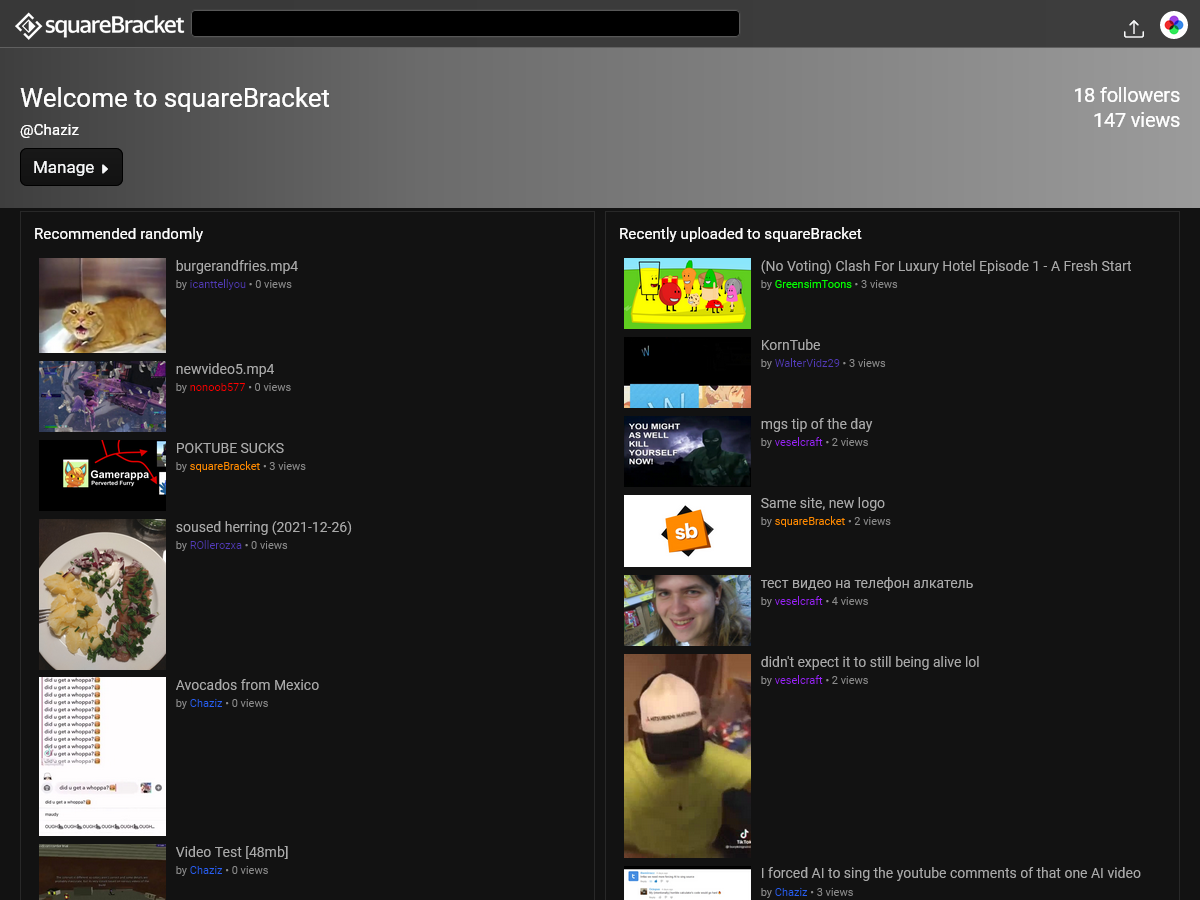 squareBracket
Welcome to squareBracket
@Chaziz
Manage
18 followers
147 views
Recommended randomly
burgerandfries.mp4
by icanttellyou • 0 views
newvideo5.mp4
by nonoob577 • 0 views
Gamerappa
Perverted Furry
POKTUBE SUCKS
by squareBracket • 3 views
soused herring (2021-12-26)
by ROllerozxa • 0 views
did u get a whoppa?
did u get a whoppa?
did u get a whoppa?
did u get a whoppa?
did u get a whoppa?
did u get a whoppa?
did u get a whoppa?
did u get a whoppa?
did u get a whoppa?
did u get a whoppa?
did u get a whoppa?
did u get a whoppa?
did u get a whoppa?
did u get a whoppa?
Avocados from Mexico
by Chaziz • 0 views
Video Test [48mb]
by Chaziz • 0 views
Recently uploaded to squareBracket
(No Voting) Clash For Luxury Hotel Episode 1 - A Fresh Start
by GreensimToons • 3 views
W
W
KornTube
by WalterVidz29 • 3 views
YOU MIGHT
AS WELL
KILL
YOURSELF
NOW!
mgs tip of the day
by veselcraft • 2 views
sb
Same site, new logo
by squareBracket • 2 views
тест видео на телефон алкатель
by veselcraft • 4 views
TikTok
didn't expect it to still being alive lol
by veselcraft • 2 views
I forced AI to sing the youtube comments of that one AI video
by Chaziz • 3 views